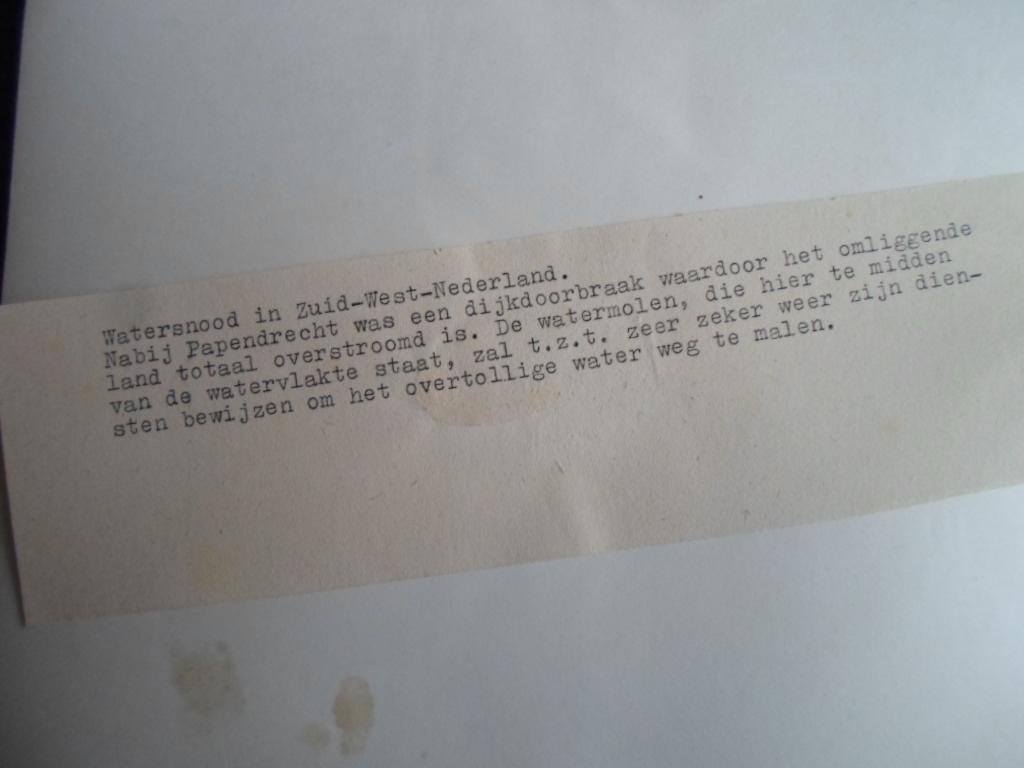 Watersnood in Zuid-West-Nederland.
Nabij Papendrecht was een dijkdoorbraak waardoor het omliggende
land totaal overstroomd is. De watermolen, die hier te midden
van de watervlakte staat, zal t.z.t. zeer zeker weer zijn dien-
sten bewijzen om het overtollige water weg te malen.